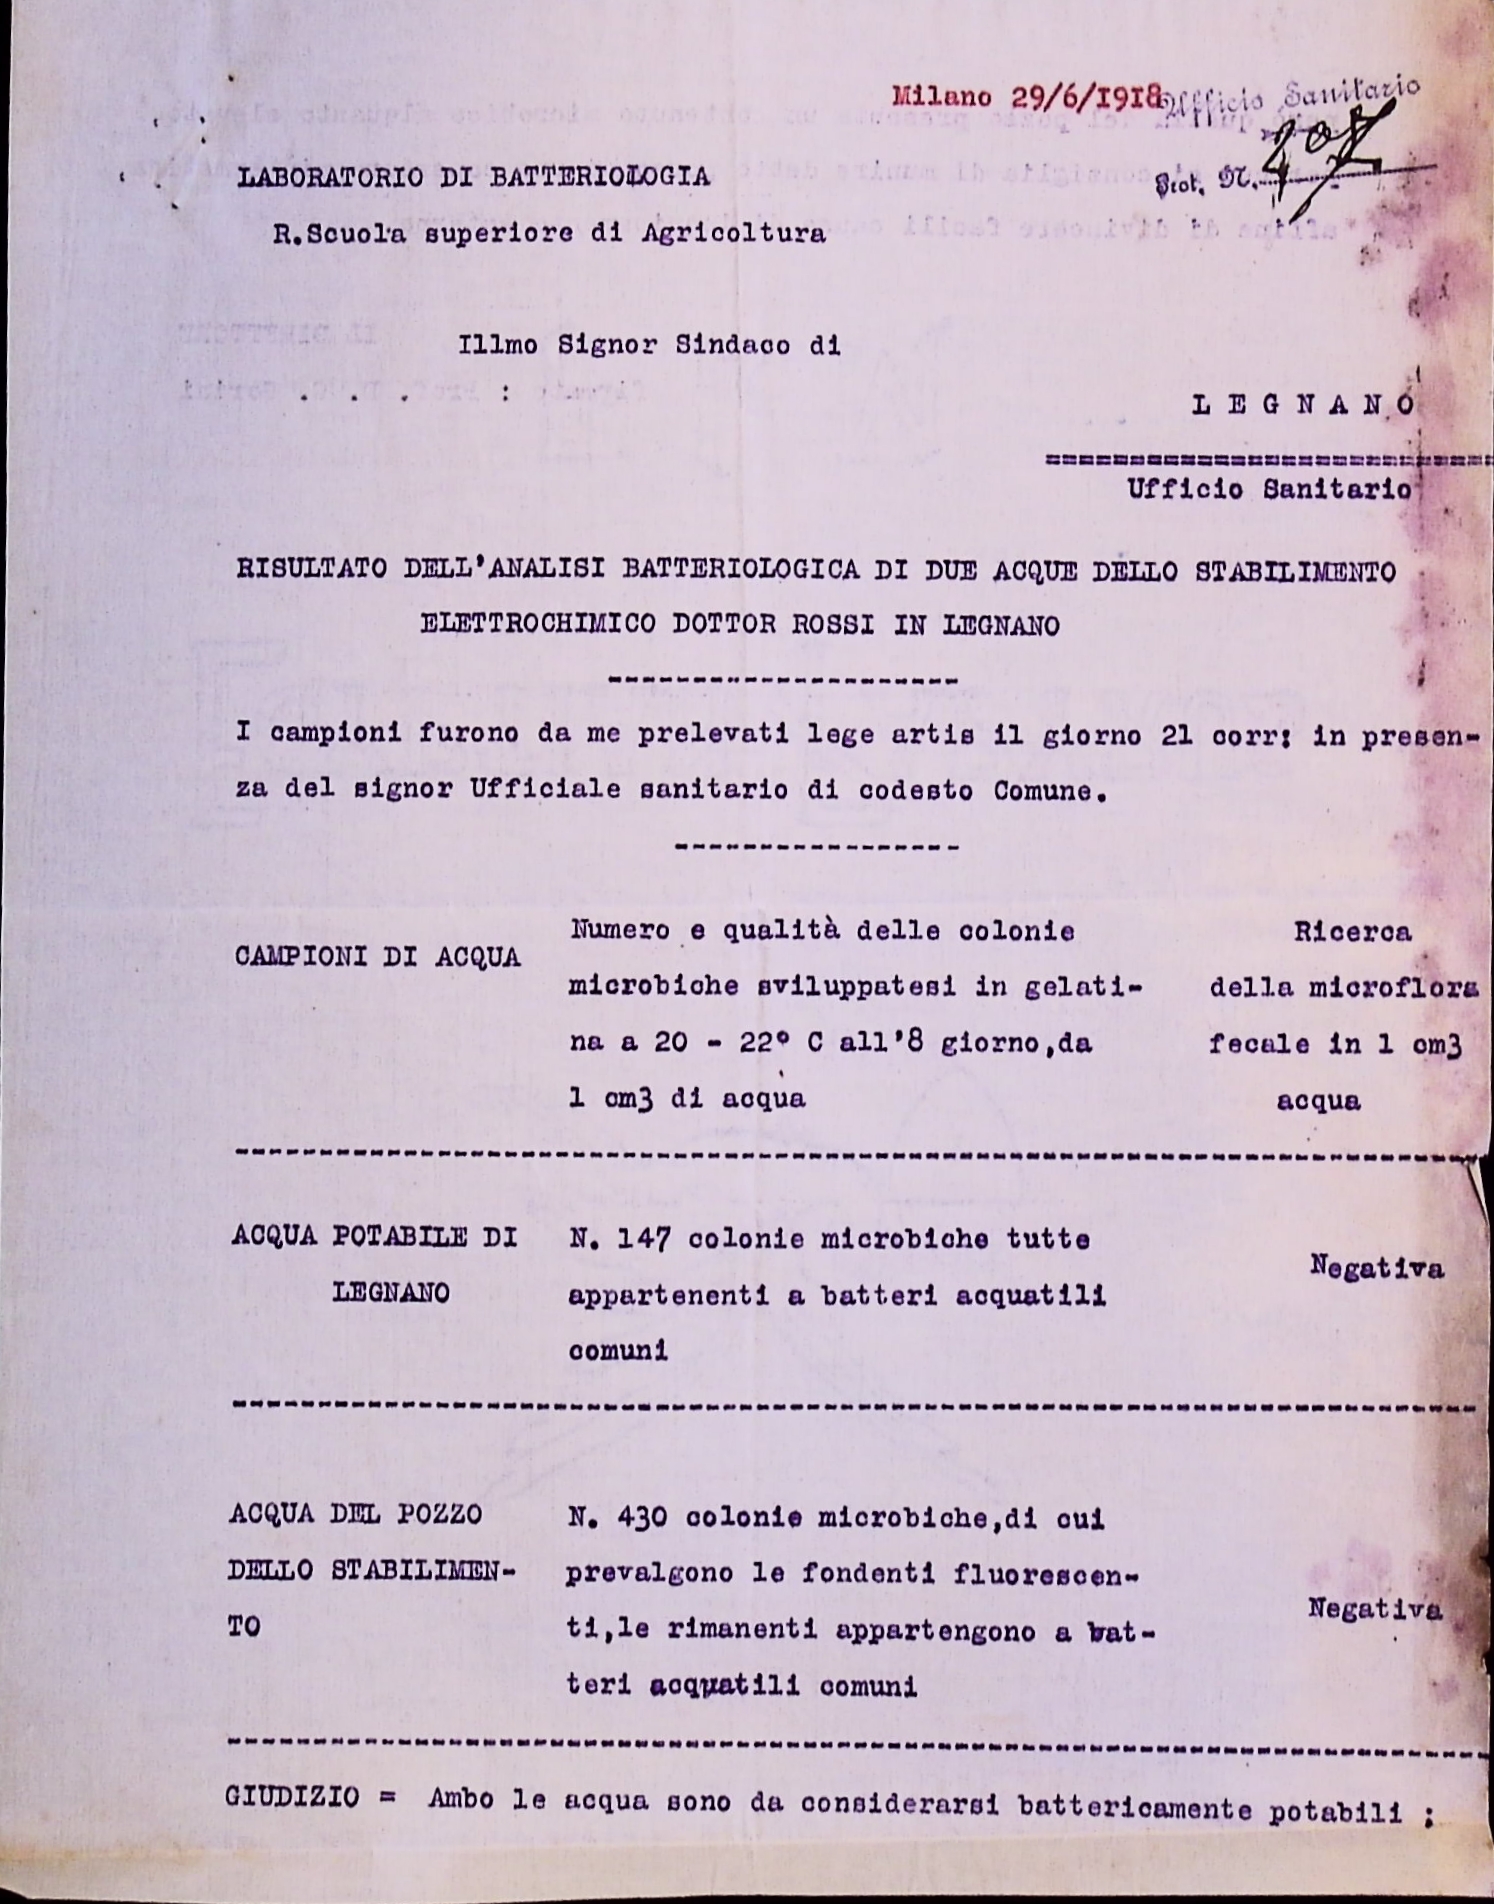 Milano 29/6/1918
Ufficio Sanitario
Prot. N.
LABORATORIO DI BATTERIOLOGIA
R.Scuola superiore di Agricoltura
Illmo Signor Sindaco di
. . . :
L E G N A N O
===========================
Ufficio Sanitario
RISULTATO DELL'ANALISI BATTERIOLOGICA DI DUE ACQUE DELLO STABILIMENTO
ELETTROCHIMICO DOTTOR ROSSI IN LEGNANO
---------------------
I campioni furono da me prelevati lege artis il giorno 21 corr: in presen-
za del signor Ufficiale sanitario di codesto Comune.
-----------------
CAMPIONI DI ACQUA
Numero e qualità delle colonie
microbiche sviluppatesi in gelati-
na a 20 - 22° C all'8 giorno,da
1 cm3 di acqua
Ricerca
della microflora
fecale in 1 cm3
acqua
ACQUA POTABILE DI
LEGNANO
N. 147 colonie microbiche tutte
appartenenti a batteri acquatili
comuni
Negativa
ACQUA DEL POZZO
DELLO STABILIMEN-
TO
N. 430 colonie microbiche,di cui
prevalgono le fondenti fluorescen-
ti,le rimanenti appartengono a bat-
teri acquatili comuni
Negativa
GIUDIZIO = Ambo le acqua sono da considerarsi battericamente potabili ;